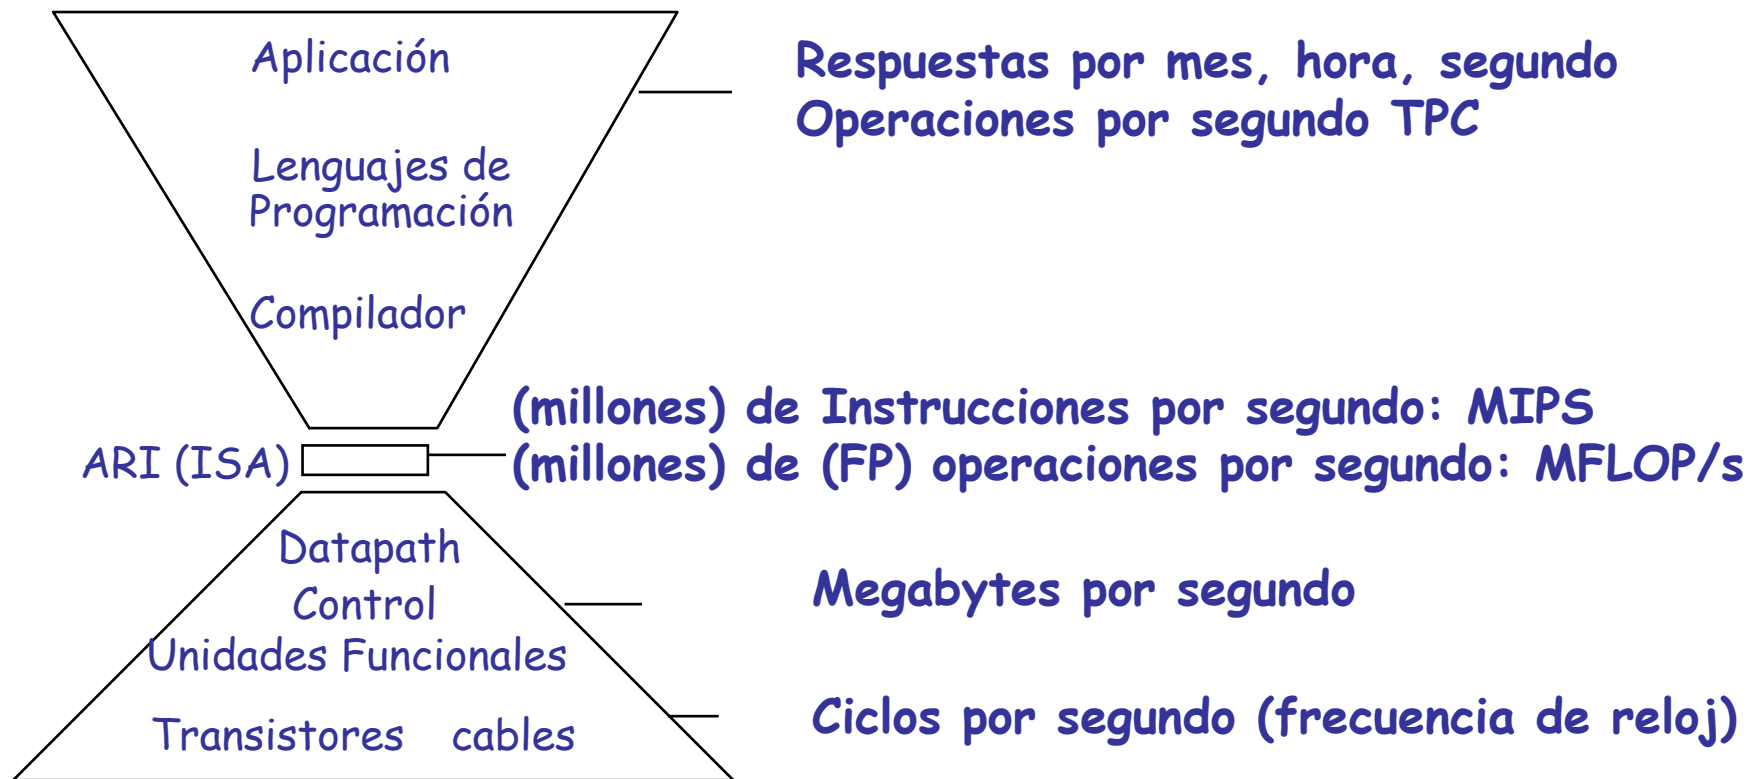 Aplicación
Respuestas por mes, hora, segundo
Operaciones por segundo TPC
Lenguajes de
Programación
Compilador
(millones) de Instrucciones por segundo: MIPS
ARI (ISA)
(millones) de (FP) operaciones por segundo: MFLOP/s
Datapath
Control
Megabytes por segundo
Unidades Funcionales
Transistores cables
Ciclos por segundo (frecuencia de reloj)